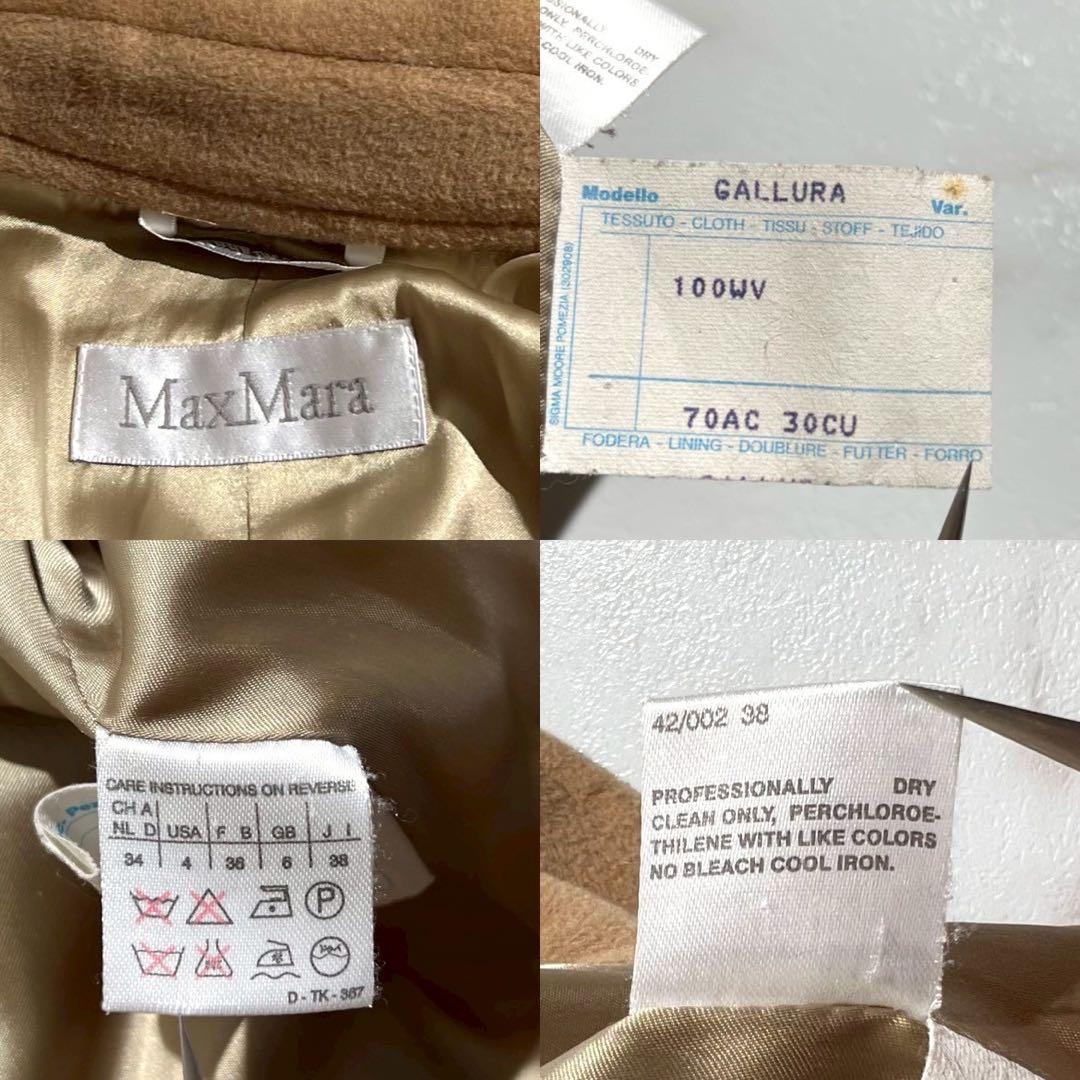 MaxMara
SIONALLY DRY
ONLY, PERCHLOROE-
WITH LIKE COLORS
COOL IRON.
Modello GALLURA Var.
TESSUTO - CLOTH - TISSU - STOFF - TEJIDO
100WV
70AC 30CU
FODERA - LINING - DOUBLURE - FUTTER - FORRO
SIGMA MOORE POMEZIA (302908)
CARE INSTRUCTIONS ON REVERSE
CH A
NL D USA F B GB J I
34 4 36 6 38
P
D - TK - 367
42/002 38
PROFESSIONALLY DRY
CLEAN ONLY, PERCHLOROE-
THILENE WITH LIKE COLORS
NO BLEACH COOL IRON.